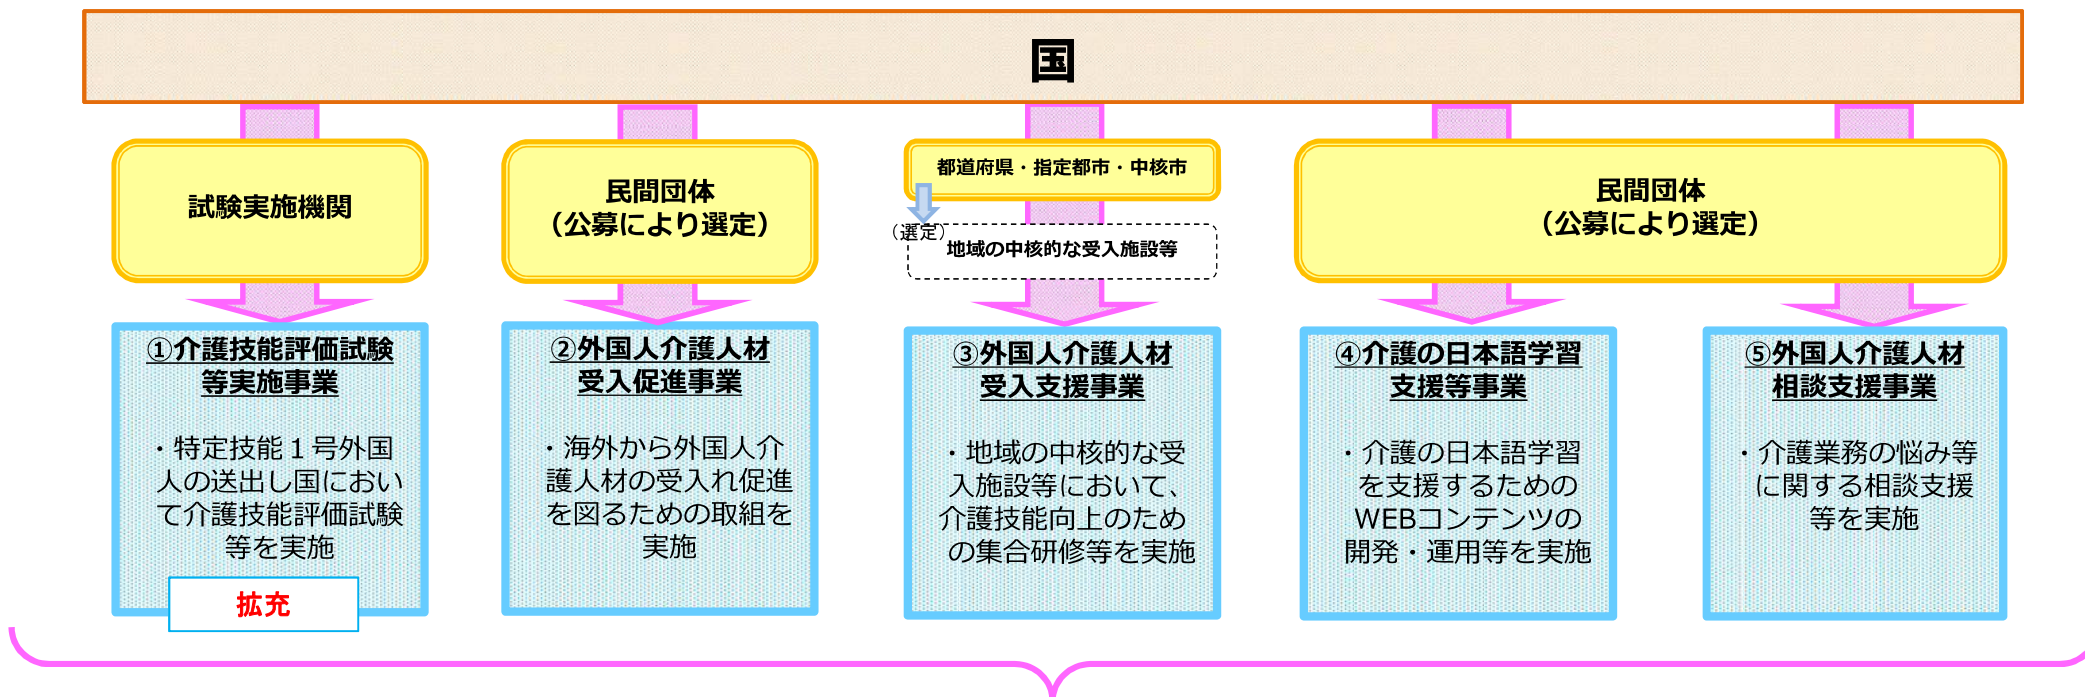 国
試験実施機関
民間団体
（公募により選定）
都道府県・指定都市・中核市
（選定）
地域の中核的な受入施設等
民間団体
（公募により選定）
①介護技能評価試験
等実施事業
・特定技能１号外国
人の送出し国におい
て介護技能評価試験
等を実施
拡充
②外国人介護人材
受入促進事業
・海外から外国人介
護人材の受入れ促進
を図るための取組を
実施
③外国人介護人材
受入支援事業
・地域の中核的な受
入施設等において、
介護技能向上のため
の集合研修等を実施
④介護の日本語学習
支援等事業
・介護の日本語学習
を支援するための
WEBコンテンツの
開発・運用等を実施
⑤外国人介護人材
相談支援事業
・介護業務の悩み等
に関する相談支援
等を実施